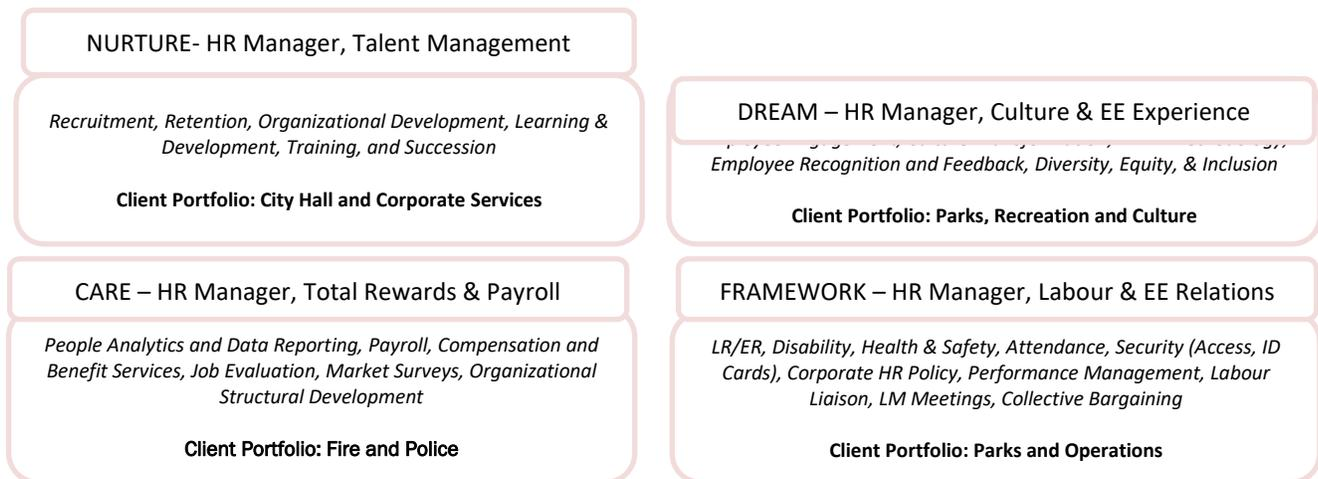 NURTURE- HR Manager, Talent Management
Recruitment, Retention, Organizational Development, Learning &
Development, Training, and Succession
Client Portfolio: City Hall and Corporate Services
DREAM – HR Manager, Culture & EE Experience
Employee Recognition and Feedback, Diversity, Equity, & Inclusion
Client Portfolio: Parks, Recreation and Culture
CARE – HR Manager, Total Rewards & Payroll
People Analytics and Data Reporting, Payroll, Compensation and
Benefit Services, Job Evaluation, Market Surveys, Organizational
Structural Development
Client Portfolio: Fire and Police
FRAMEWORK – HR Manager, Labour & EE Relations
LR/ER, Disability, Health & Safety, Attendance, Security (Access, ID
Cards), Corporate HR Policy, Performance Management, Labour
Liaison, LM Meetings, Collective Bargaining
Client Portfolio: Parks and Operations